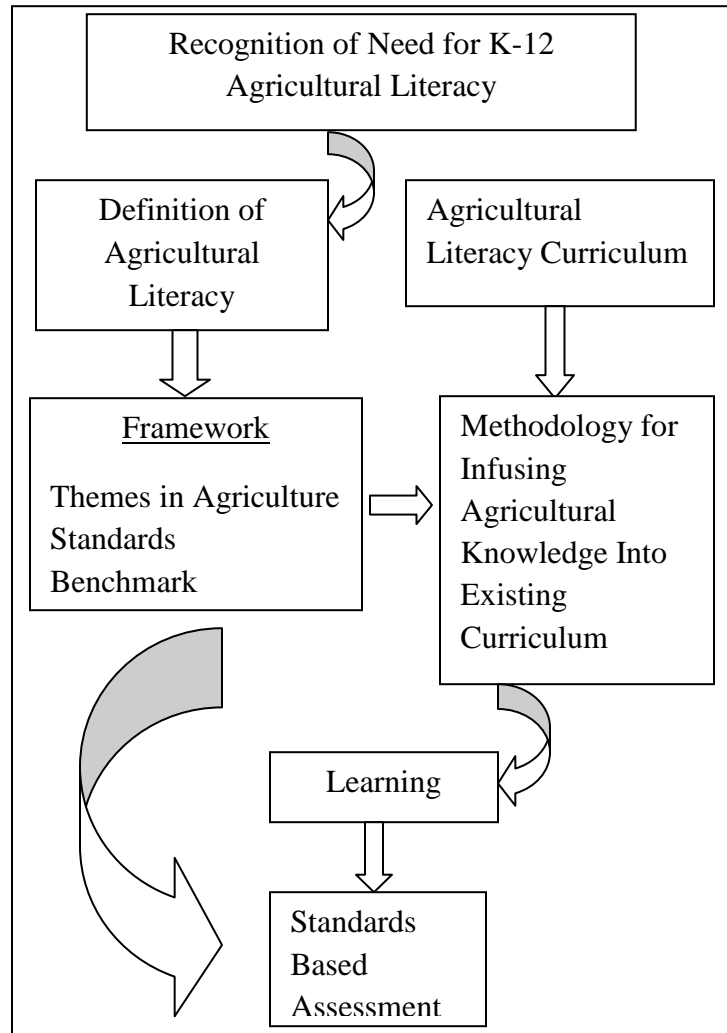 Recognition of Need for K-12
Agricultural Literacy
Definition of
Agricultural
Literacy
Agricultural
Literacy Curriculum
Framework
Themes in Agriculture
Standards
Benchmark
Methodology for
Infusing
Agricultural
Knowledge Into
Existing
Curriculum
Learning
Standards
Based
Assessment